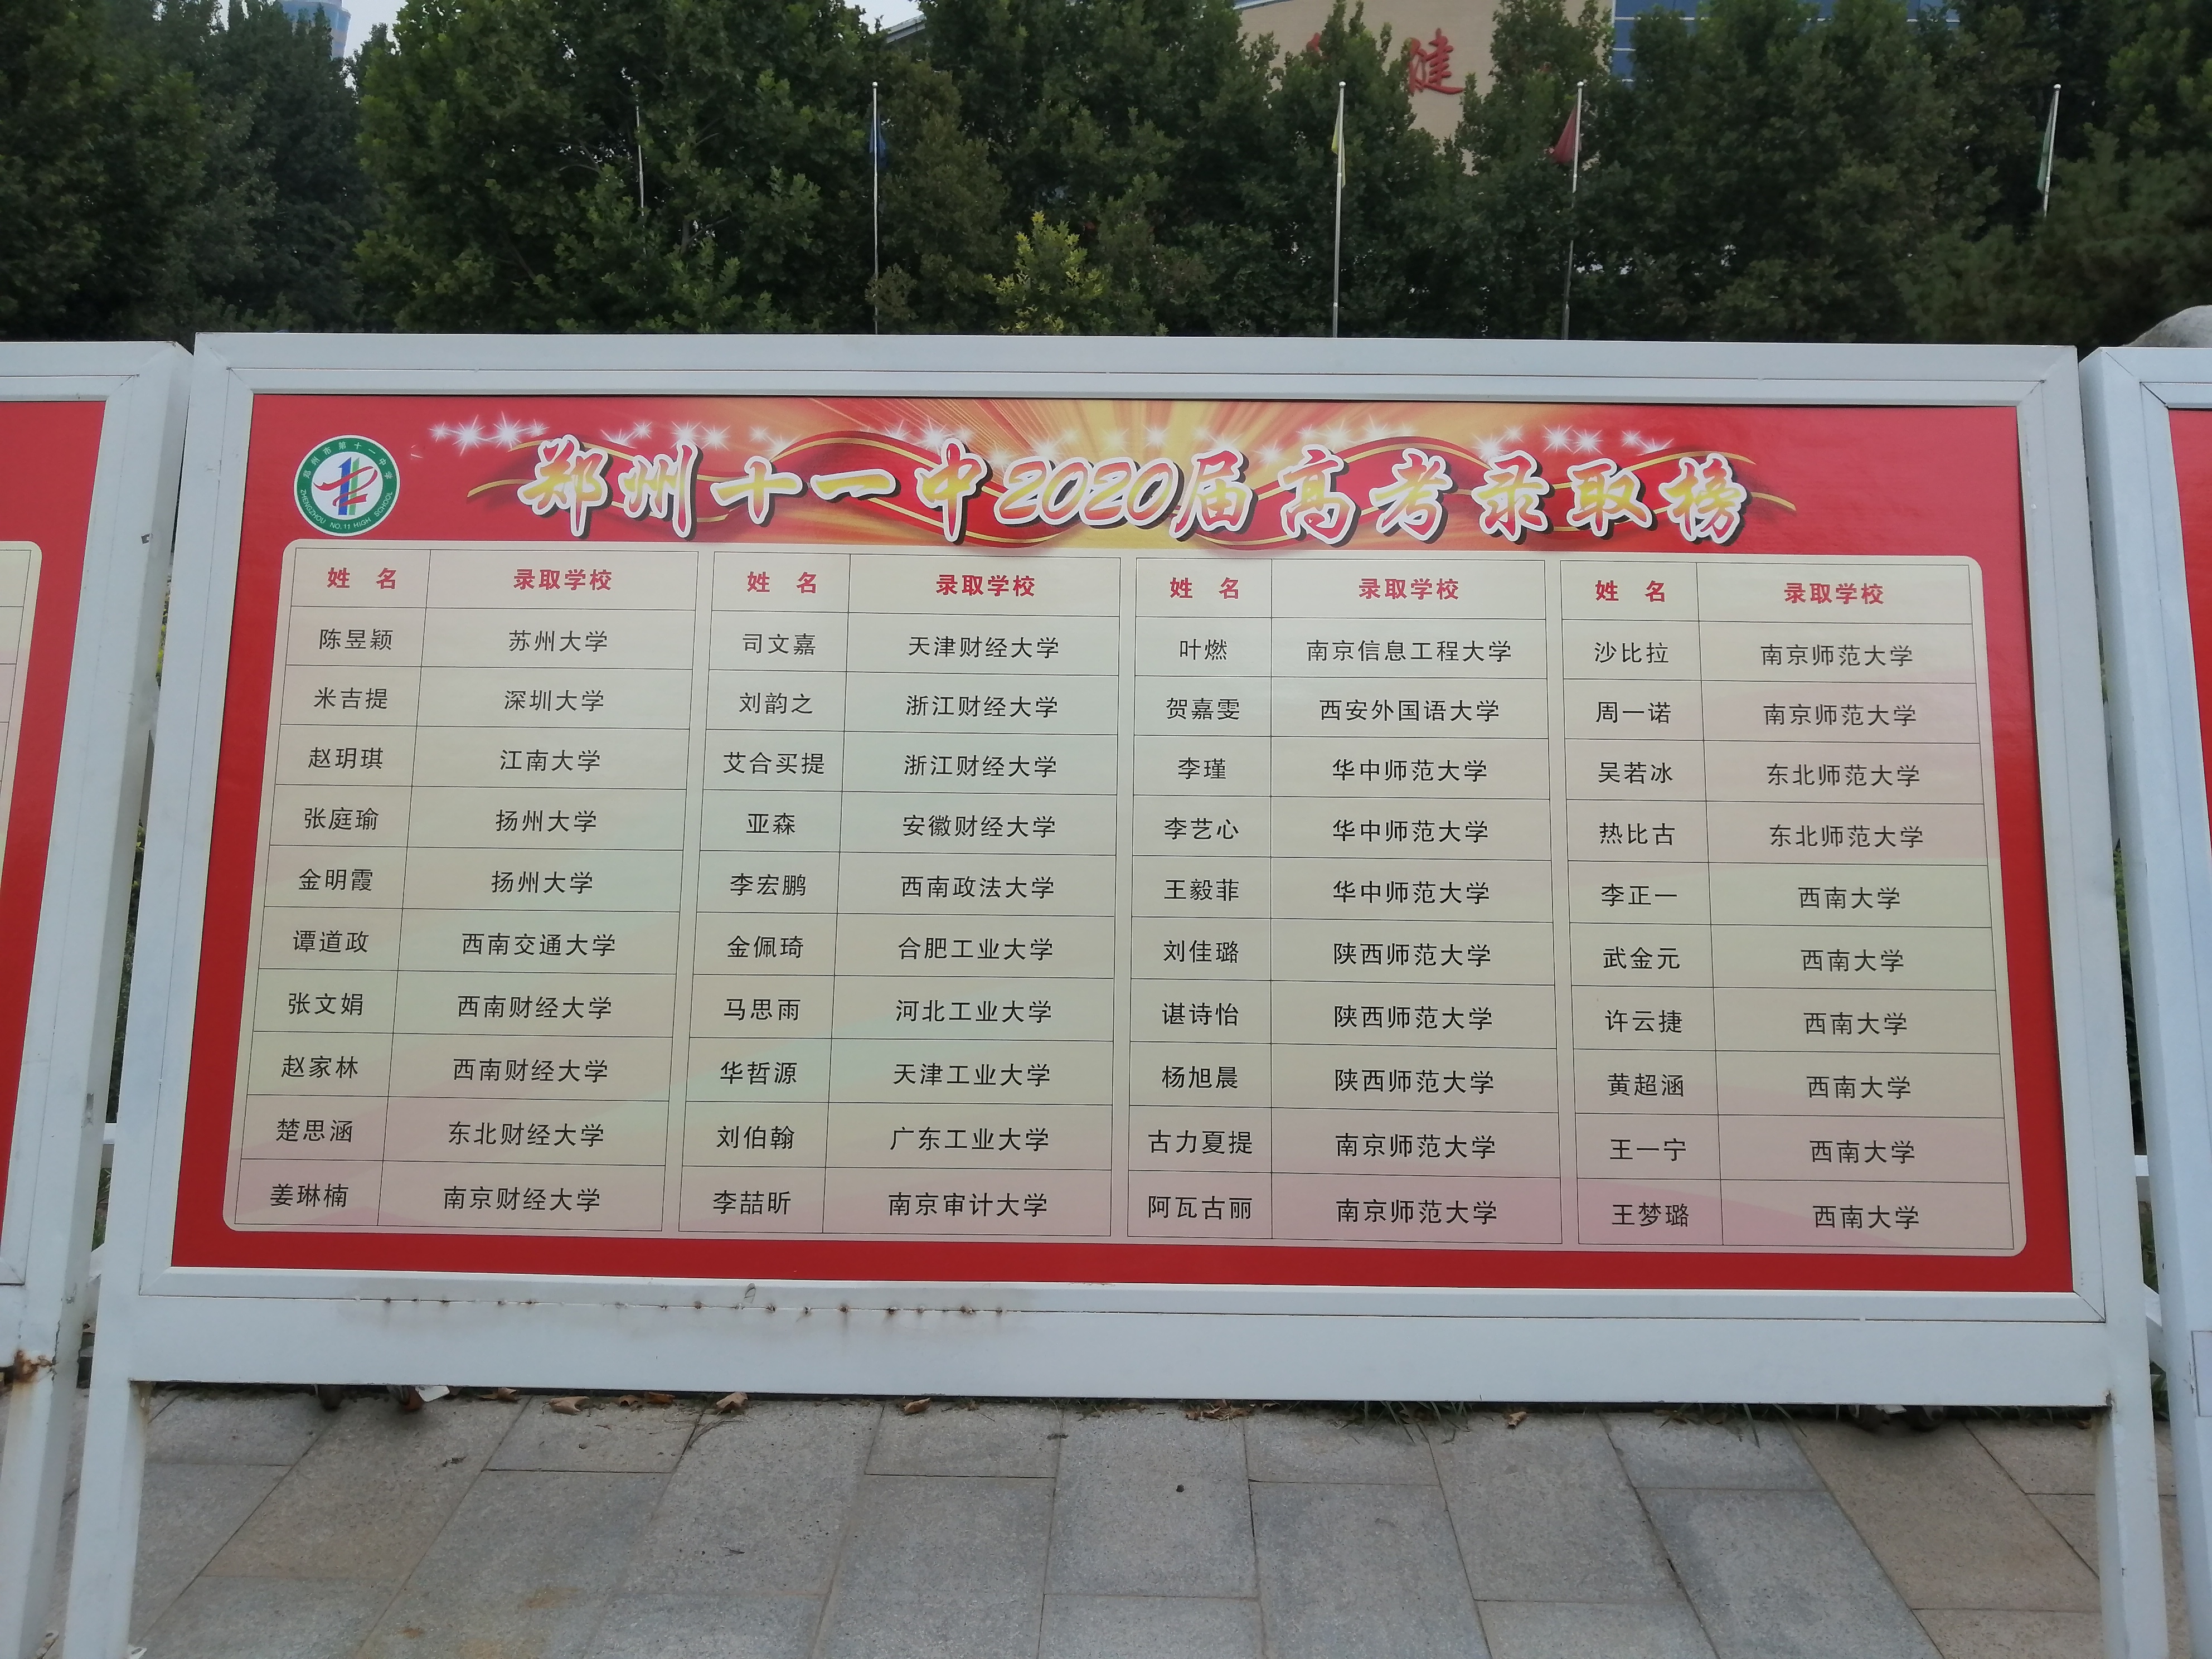 健
郑州市第十一中学
ZHENGZHOU NO.11 HIGH SCHOOL
郑州十一中2020届高考录取榜
姓 名 录取学校 姓 名 录取学校 姓 名 录取学校 姓 名 录取学校
陈昱颖 苏州大学 司文嘉 天津财经大学 叶燃 南京信息工程大学 沙比拉 南京师范大学
米吉提 深圳大学 刘韵之 浙江财经大学 贺嘉雯 西安外国语大学 周一诺 南京师范大学
赵玥琪 江南大学 艾合买提 浙江财经大学 李瑾 华中师范大学 吴若冰 东北师范大学
张庭瑜 扬州大学 亚森 安徽财经大学 李艺心 华中师范大学 热比古 东北师范大学
金明霞 扬州大学 李宏鹏 西南政法大学 王毅菲 华中师范大学 李正一 西南大学
谭道政 西南交通大学 金佩琦 合肥工业大学 刘佳璐 陕西师范大学 武金元 西南大学
张文娟 西南财经大学 马思雨 河北工业大学 谌诗怡 陕西师范大学 许云捷 西南大学
赵家林 西南财经大学 华哲源 天津工业大学 杨旭晨 陕西师范大学 黄超涵 西南大学
楚思涵 东北财经大学 刘伯翰 广东工业大学 古力夏提 南京师范大学 王一宁 西南大学
姜琳楠 南京财经大学 李喆昕 南京审计大学 阿瓦古丽 南京师范大学 王梦璐 西南大学